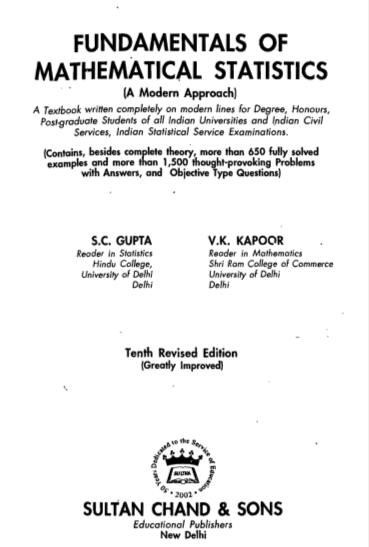 FUNDAMENTALS OF
MATHEMATICAL STATISTICS
(A Modern Approach)
A Textbook written completely on modern lines for Degree, Honours,
Post-graduate Students of all Indian Universities and Indian Civil
Services, Indian Statistical Service Examinations.
(Contains, besides complete theory, more than 650 fully solved
examples and more than 1,500 thought-provoking Problems
with Answers, and Objective Type Questions)
S.C. GUPTA
Reader in Statistics
Hindu College,
University of Delhi
Delhi
V.K. KAPOOR
Reader in Mathematics
Shri Ram College of Commerce
University of Delhi
Delhi
Tenth Revised Edition
(Greatly Improved)
50 Years Dedicated to the Service of Education
SULTAN
• 2002 •
SULTAN CHAND & SONS
Educational Publishers
New Delhi